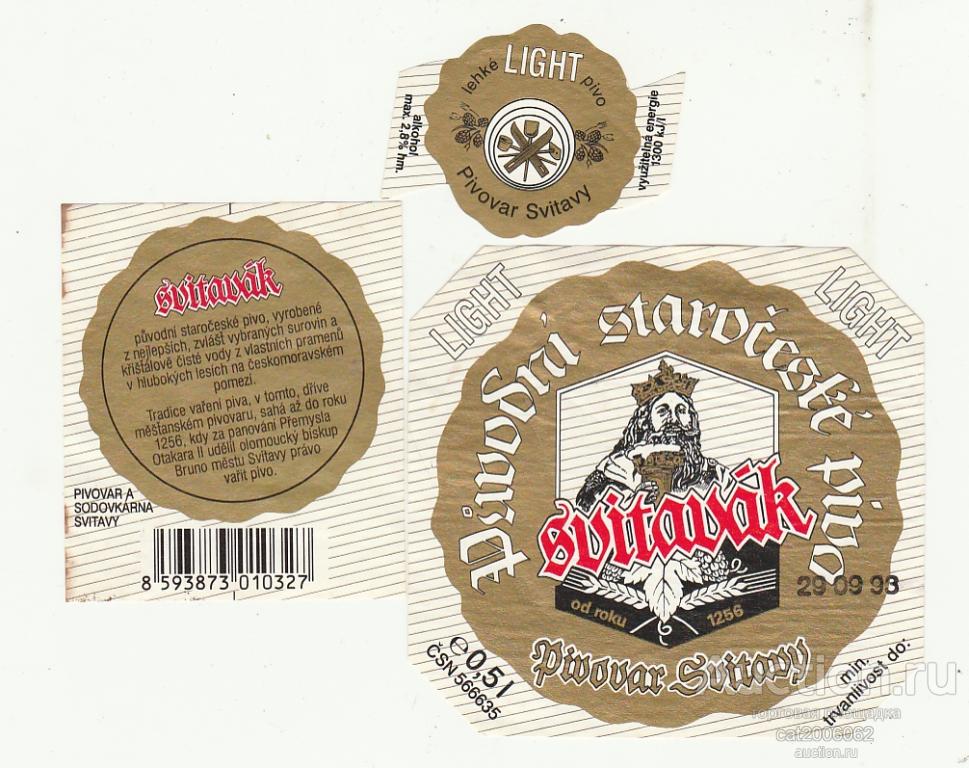 lehké LIGHT pivo
alkohol
max. 2,8% hm.
využitelná energie
1300 kJ/l
Pivovar Svitavy
svitavák
původní staročeské pivo, vyrobené
z nejlepších, zvlášť vybraných surovin a
křišťálově čisté vody z vlastních pramenů
v hlubokých lesích na českomoravském
pomezí.
Tradice vaření piva, v tomto, dříve
měšťanském pivovaru, sahá až do roku
1256, kdy za panování Přemysla
Otakara II udělil olomoucký biskup
Bruno městu Svitavy právo
vařit pivo.
PIVOVAR A
SODOVKÁRNA
SVITAVY
8 593873 010327
LIGHT
LIGHT
Původní staročeské pivo
svitavák
od roku 1256
29 09 93
Pivovar Svitavy
e 0,5 l
ČSN 566635
min.
trvanlivost do:
auction.ru
торговая площадка
cat2006062
auction.ru